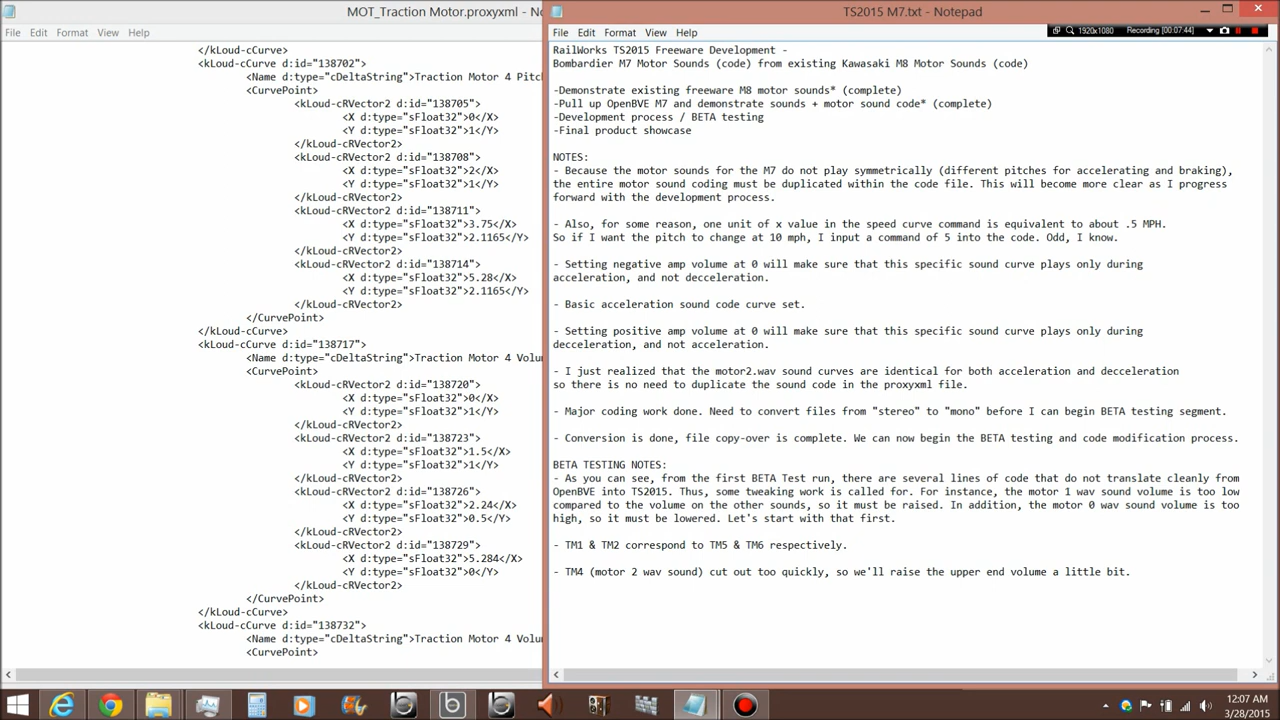 MOT_Traction Motor.proxyxml - No
File Edit Format View Help
</kLoud-cCurve>
<kLoud-cCurve d:id="138702">
<Name d:type="cDeltaString">Traction Motor 4 Pitch
<CurvePoint>
<kLoud-cRVector2 d:id="138705">
<X d:type="sFloat32">0</X>
<Y d:type="sFloat32">1</Y>
</kLoud-cRVector2>
<kLoud-cRVector2 d:id="138708">
<X d:type="sFloat32">2</X>
<Y d:type="sFloat32">1</Y>
</kLoud-cRVector2>
<kLoud-cRVector2 d:id="138711">
<X d:type="sFloat32">3.75</X>
<Y d:type="sFloat32">2.1165</Y>
</kLoud-cRVector2>
<kLoud-cRVector2 d:id="138714">
<X d:type="sFloat32">5.28</X>
<Y d:type="sFloat32">2.1165</Y>
</kLoud-cRVector2>
</CurvePoint>
</kLoud-cCurve>
<kLoud-cCurve d:id="138717">
<Name d:type="cDeltaString">Traction Motor 4 Volu
<CurvePoint>
<kLoud-cRVector2 d:id="138720">
<X d:type="sFloat32">0</X>
<Y d:type="sFloat32">1</Y>
</kLoud-cRVector2>
<kLoud-cRVector2 d:id="138723">
<X d:type="sFloat32">1.5</X>
<Y d:type="sFloat32">1</Y>
</kLoud-cRVector2>
<kLoud-cRVector2 d:id="138726">
<X d:type="sFloat32">2.24</X>
<Y d:type="sFloat32">0.5</Y>
</kLoud-cRVector2>
<kLoud-cRVector2 d:id="138729">
<X d:type="sFloat32">5.284</X>
<Y d:type="sFloat32">0</Y>
</kLoud-cRVector2>
</CurvePoint>
</kLoud-cCurve>
<kLoud-cCurve d:id="138732">
<Name d:type="cDeltaString">Traction Motor 4 Volu
<CurvePoint>
TS2015 M7.txt - Notepad
File Edit Format View Help
1920x1080 Recording [00:07:44]
RailWorks TS2015 Freeware Development -
Bombardier M7 Motor Sounds (code) from existing Kawasaki M8 Motor Sounds (code)
-Demonstrate existing freeware M8 motor sounds* (complete)
-Pull up OpenBVE M7 and demonstrate sounds + motor sound code* (complete)
-Development process / BETA testing
-Final product showcase
NOTES:
- Because the motor sounds for the M7 do not play symmetrically (different pitches for accelerating and braking),
the entire motor sound coding must be duplicated within the code file. This will become more clear as I progress
forward with the development process.
- Also, for some reason, one unit of x value in the speed curve command is equivalent to about .5 MPH.
So if I want the pitch to change at 10 mph, I input a command of 5 into the code. Odd, I know.
- Setting negative amp volume at 0 will make sure that this specific sound curve plays only during
acceleration, and not decceleration.
- Basic acceleration sound code curve set.
- Setting positive amp volume at 0 will make sure that this specific sound curve plays only during
decceleration, and not acceleration.
- I just realized that the motor2.wav sound curves are identical for both acceleration and decceleration
so there is no need to duplicate the sound code in the proxyxml file.
- Major coding work done. Need to convert files from "stereo" to "mono" before I can begin BETA testing segment.
- Conversion is done, file copy-over is complete. We can now begin the BETA testing and code modification process.
BETA TESTING NOTES:
- As you can see, from the first BETA Test run, there are several lines of code that do not translate cleanly from
OpenBVE into TS2015. Thus, some tweaking work is called for. For instance, the motor 1 wav sound volume is too low
compared to the volume on the other sounds, so it must be raised. In addition, the motor 0 wav sound volume is too
high, so it must be lowered. Let's start with that first.
- TM1 & TM2 correspond to TM5 & TM6 respectively.
- TM4 (motor 2 wav sound) cut out too quickly, so we'll raise the upper end volume a little bit.
12:07 AM
3/28/2015